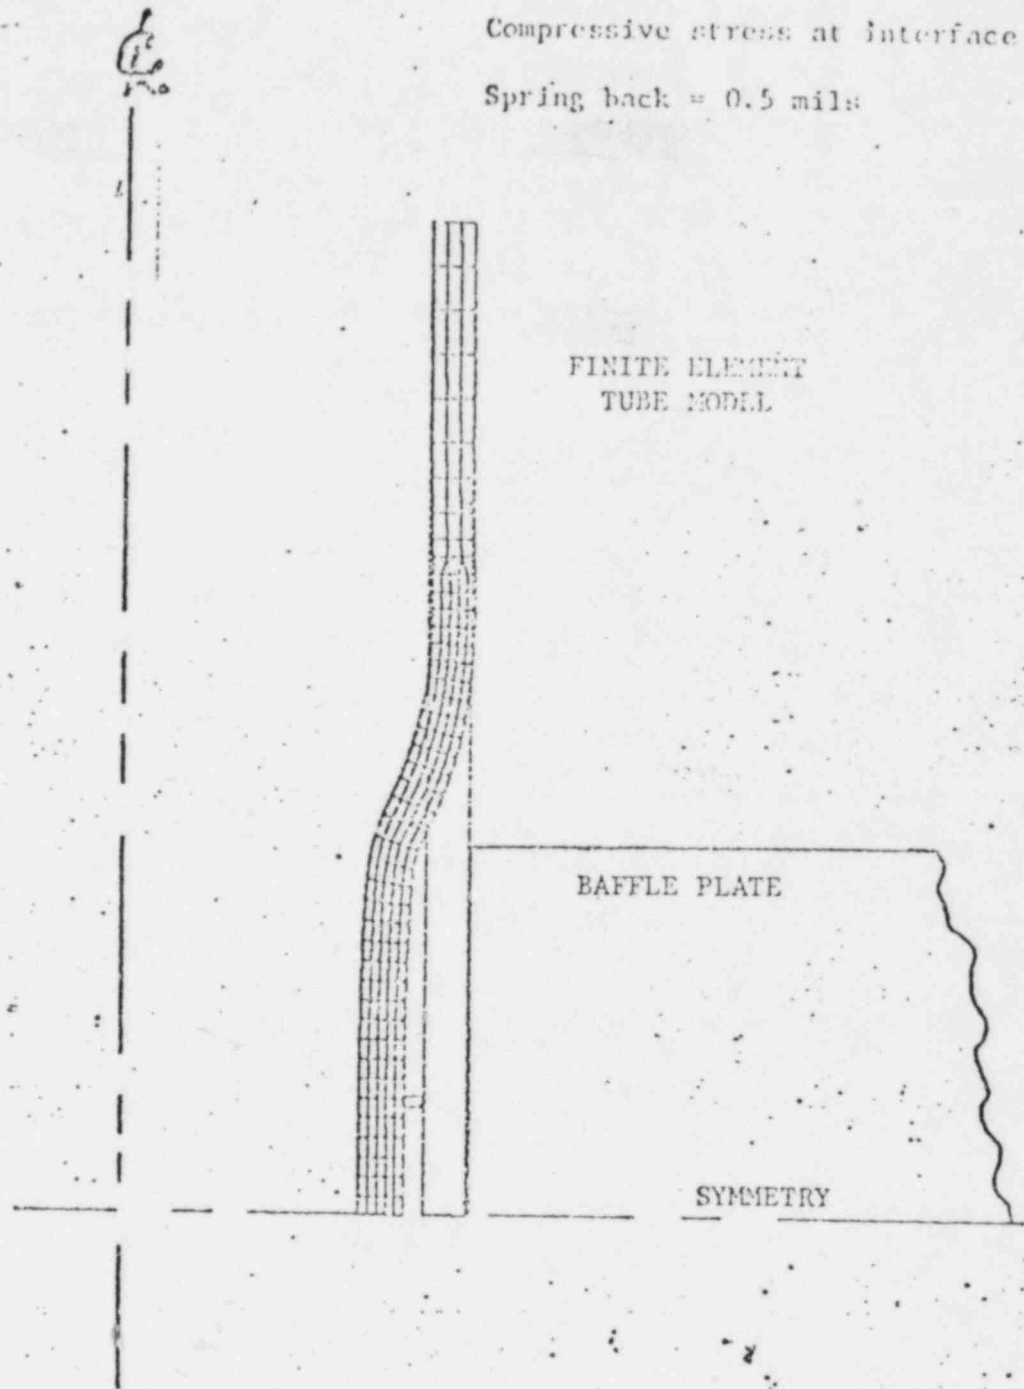 Compressive stress at interface
Spring back = 0.5 mils
FINITE ELEMENT
TUBE MODEL
BAFFLE PLATE
SYMMETRY